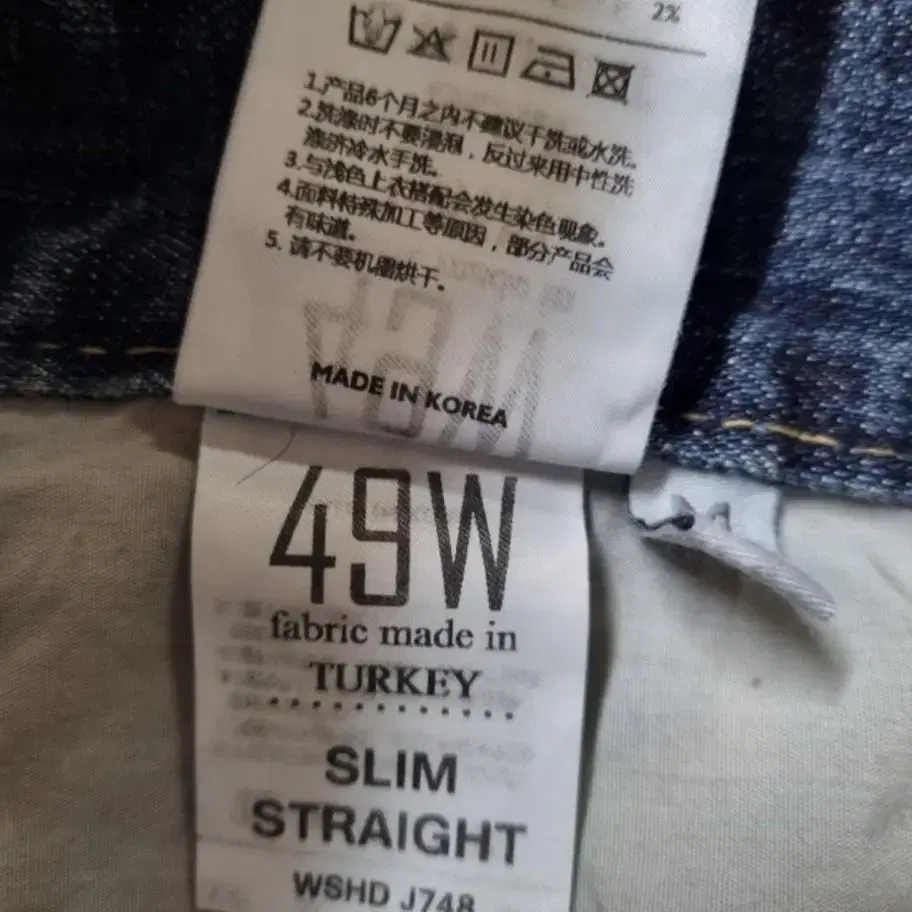 2%
1.产品6个月之内不建议干洗或水洗。
2.洗涤时不要浸泡，反过来用中性洗
涤济冷水手洗。
3.与浅色上衣搭配会发生染色现象。
4.面料特殊加工等原因，部分产品会
有味道。
5. 请不要机器烘干。
MADE IN KOREA
49W
fabric made in
TURKEY
SLIM
STRAIGHT
WSHD J748